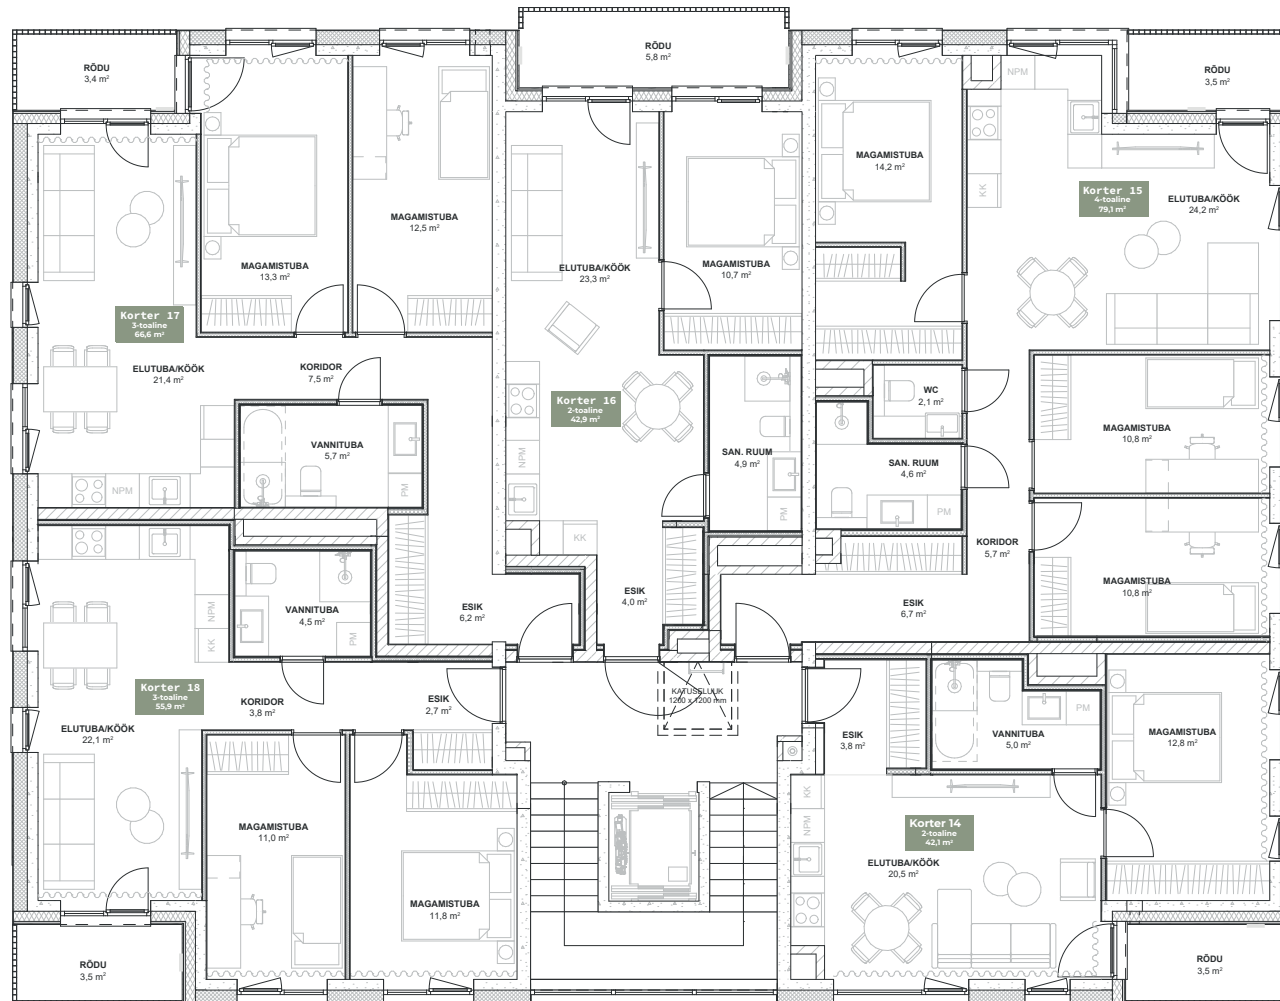 RÕDU
3,4 m²
RÕDU
5,8 m²
RÕDU
3,5 m²
NPM
KK
MAGAMISTUBA
13,3 m²
MAGAMISTUBA
12,5 m²
ELUTUBA/KÖÖK
23,3 m²
MAGAMISTUBA
10,7 m²
MAGAMISTUBA
14,2 m²
Korter 15
4-toaline
79,1 m²
ELUTUBA/KÖÖK
24,2 m²
Korter 17
3-toaline
66,6 m²
ELUTUBA/KÖÖK
21,4 m²
KORIDOR
7,5 m²
VANNITUBA
5,7 m²
NPM
PM
Korter 16
2-toaline
42,9 m²
NPM
KK
SAN. RUUM
4,9 m²
PM
WC
2,1 m²
SAN. RUUM
4,6 m²
PM
MAGAMISTUBA
10,8 m²
KORIDOR
5,7 m²
MAGAMISTUBA
10,8 m²
ESIK
6,2 m²
ESIK
4,0 m²
ESIK
6,7 m²
NPM
KK
VANNITUBA
4,5 m²
PM
Korter 18
3-toaline
55,9 m²
ELUTUBA/KÖÖK
22,1 m²
KORIDOR
3,8 m²
ESIK
2,7 m²
KATUSELUUK
1200 x 1200 mm
ESIK
3,8 m²
VANNITUBA
5,0 m²
PM
MAGAMISTUBA
12,8 m²
MAGAMISTUBA
11,0 m²
MAGAMISTUBA
11,8 m²
KK
NPM
Korter 14
2-toaline
42,1 m²
ELUTUBA/KÖÖK
20,5 m²
RÕDU
3,5 m²
RÕDU
3,5 m²